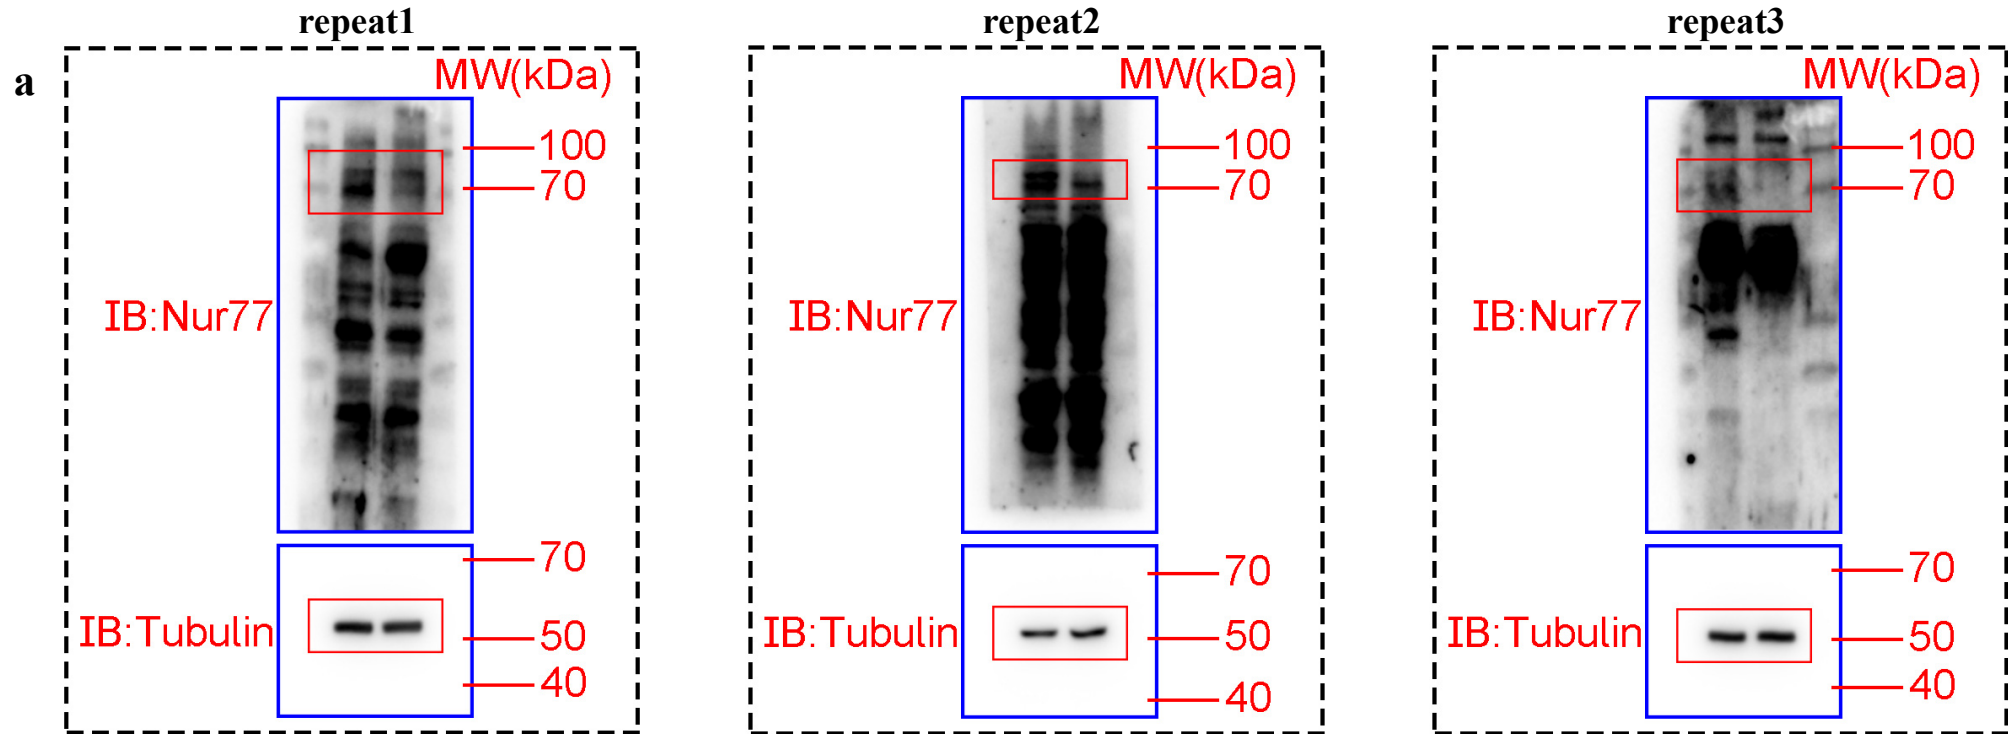 repeat1
repeat2
repeat3
a
MW(kDa)
100
70
IB:Nur77
70
IB:Tubulin
50
40
MW(kDa)
100
70
IB:Nur77
70
IB:Tubulin
50
40
MW(kDa)
100
70
IB:Nur77
70
IB:Tubulin
50
40